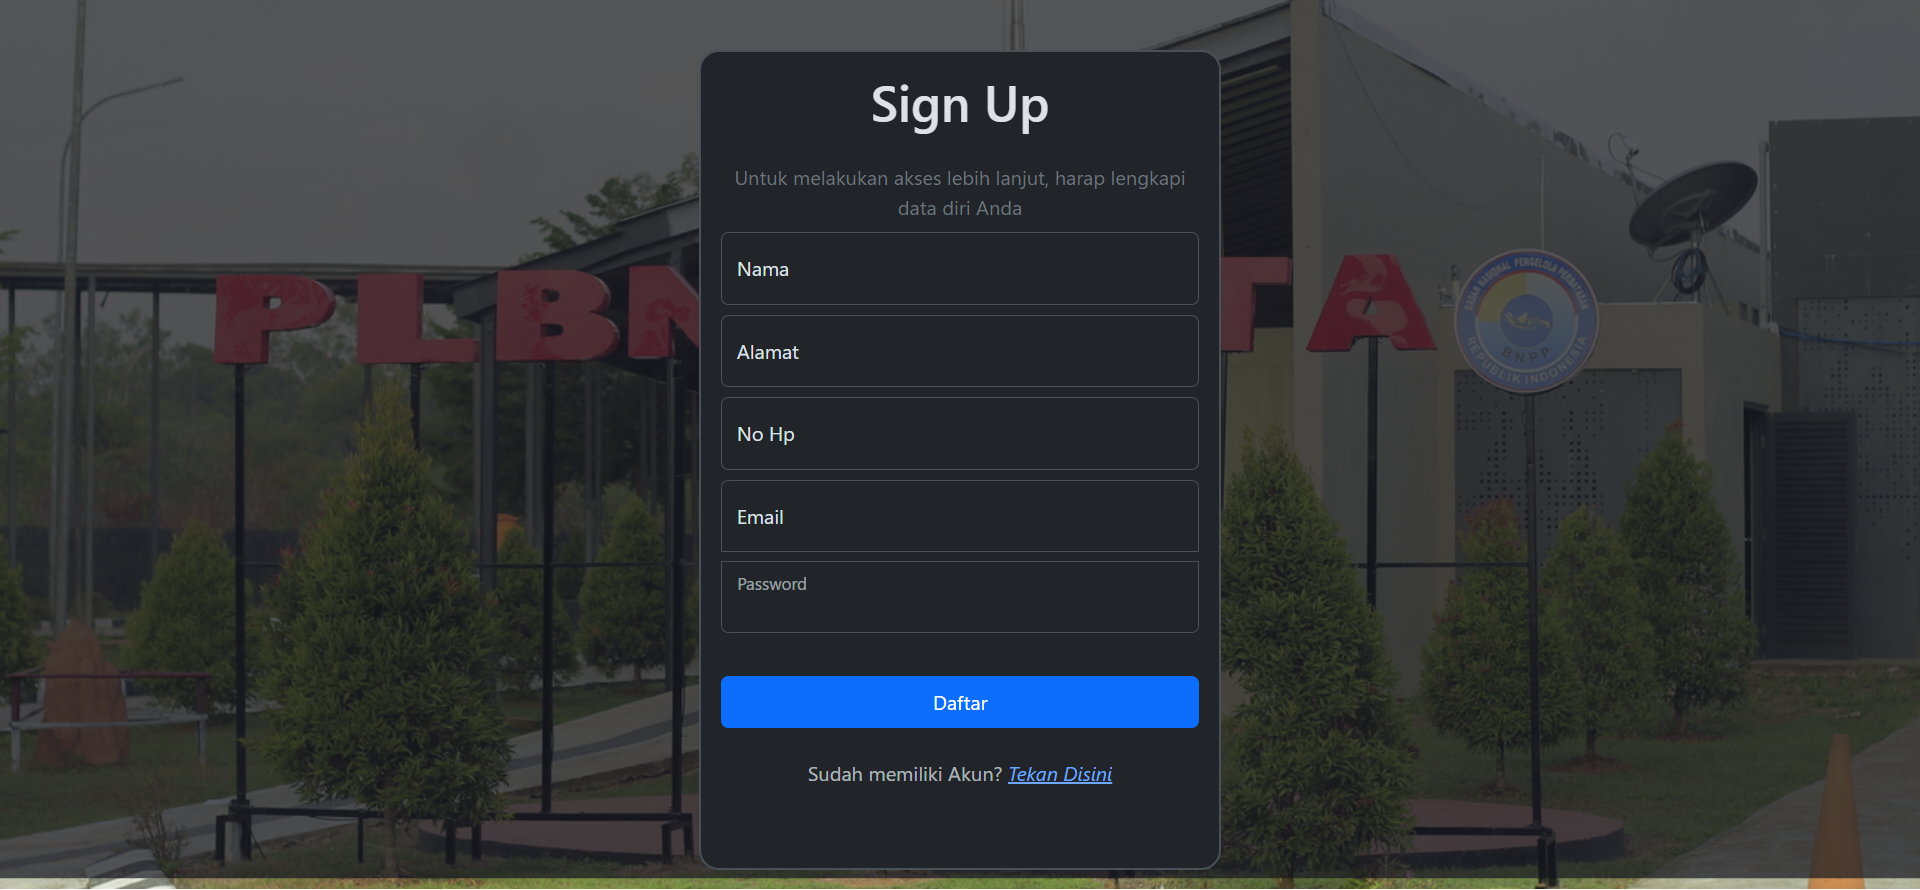 Sign Up
Untuk melakukan akses lebih lanjut, harap lengkapi
data diri Anda
Nama
Alamat
No Hp
Email
Password
Daftar
Sudah memiliki Akun? Tekan Disini
PLBN
TA
BADAN NASIONAL PENGELOLA PERBATASAN
BNPP
REPUBLIK INDONESIA